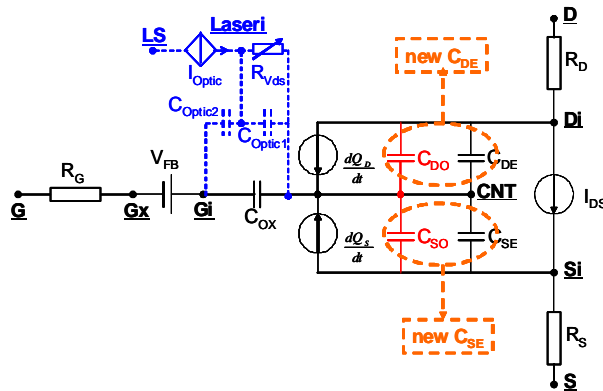 D
LS
Laseri
I_Optic
R_Vds
new C_DE
R_D
C_Optic2
C_Optic1
Di
V_FB
dQ_D/dt
C_DO
C_DE
R_G
CNT
I_DS
G
Gx
Gi
C_OX
dQ_s/dt
C_SO
C_SE
Si
new C_SE
R_S
S